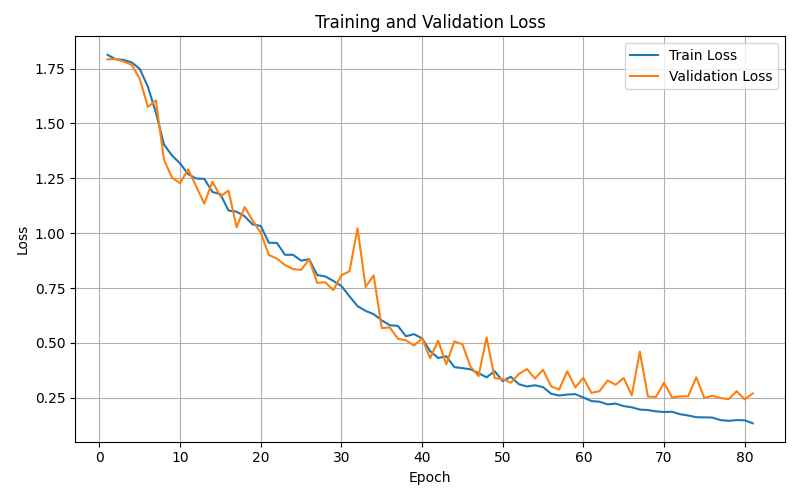 Training and Validation Loss
Train Loss
Validation Loss
1.75
1.50
1.25
1.00
0.75
0.50
0.25
Loss
0 10 20 30 40 50 60 70 80
Epoch